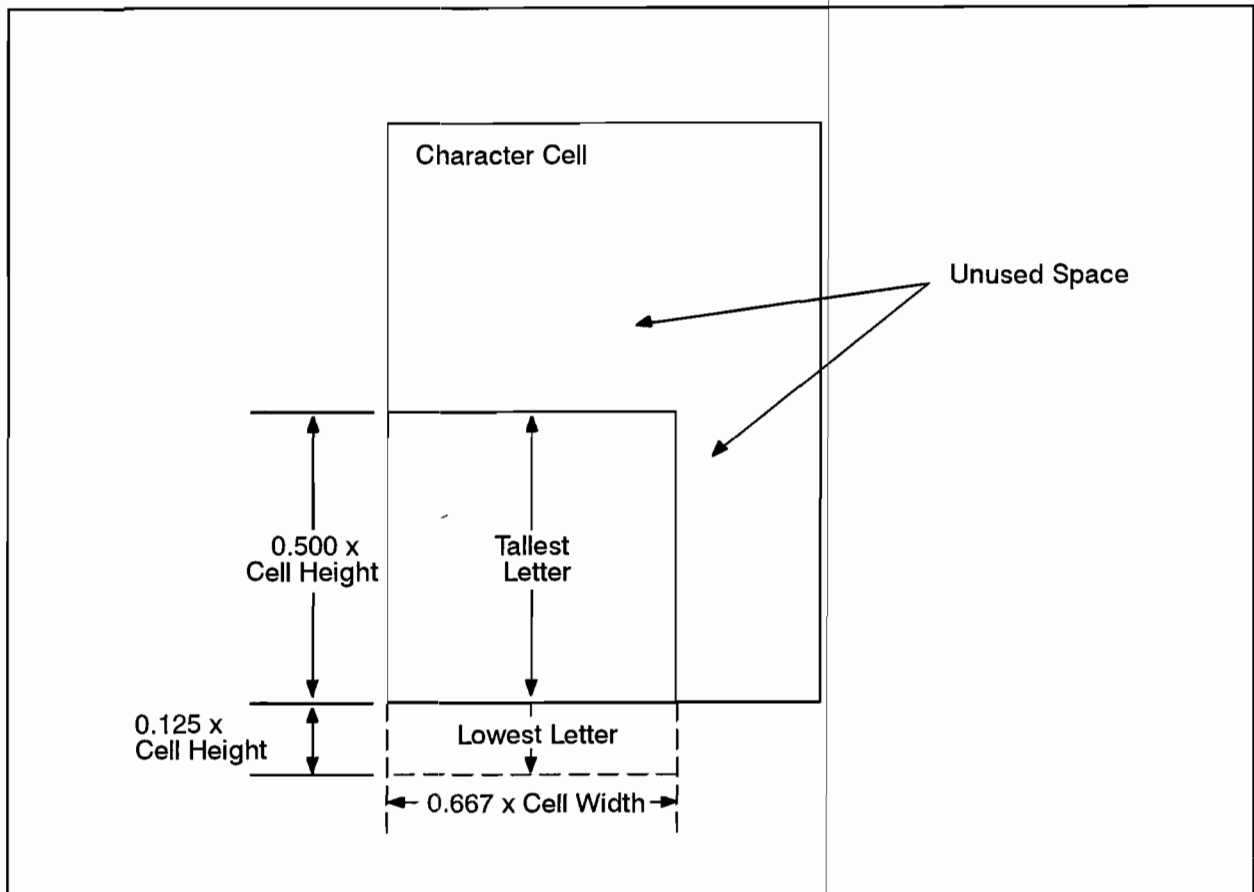 Character Cell
Unused Space
0.500 x
Cell Height
Tallest
Letter
0.125 x
Cell Height
Lowest Letter
0.667 x Cell Width